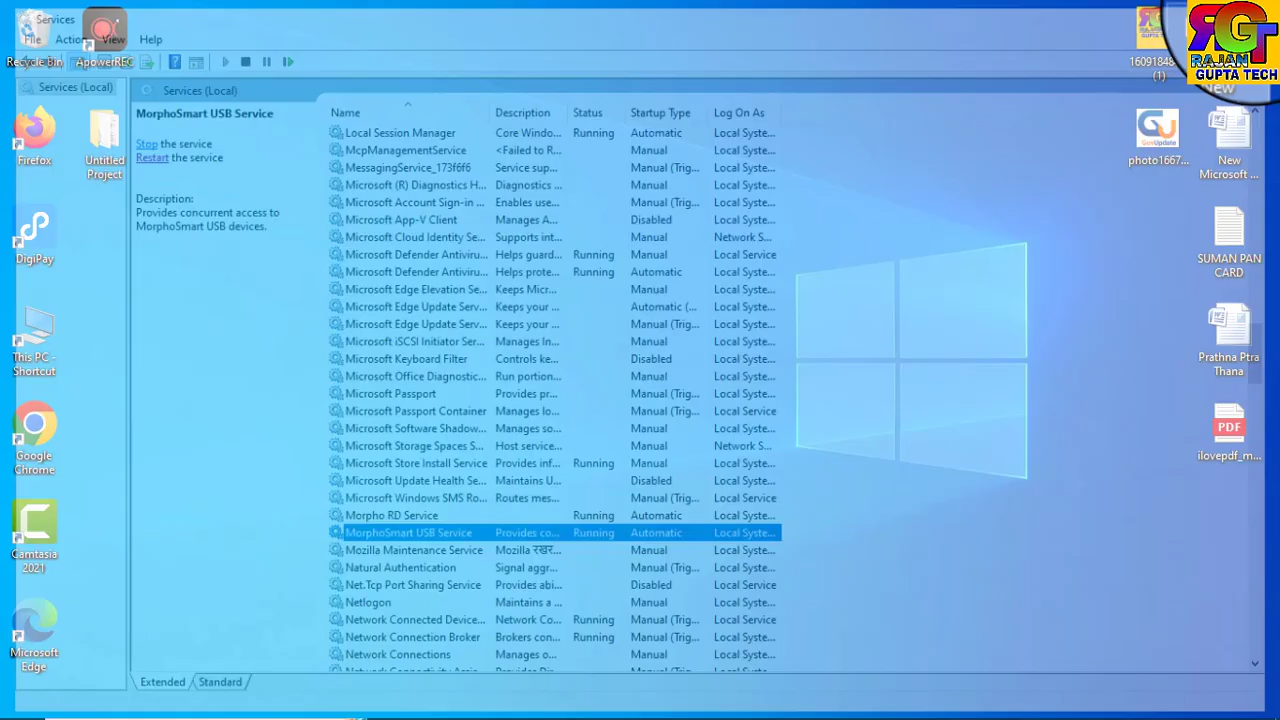 Services
File Action View Help
Services (Local)
Services (Local)
MorphoSmart USB Service
Stop the service
Restart the service
Description:
Provides concurrent access to
MorphoSmart USB devices.
Name Description Status Startup Type Log On As
Local Session Manager Core Windo... Running Automatic Local Syste...
McpManagementService <Failed to R... Manual Local Syste...
MessagingService_173f6f6 Service sup... Manual (Trig... Local Syste...
Microsoft (R) Diagnostics H... Diagnostics ... Manual Local Syste...
Microsoft Account Sign-in ... Enables use... Manual (Trig... Local Syste...
Microsoft App-V Client Manages A... Disabled Local Syste...
Microsoft Cloud Identity Se... Supports int... Manual Network S...
Microsoft Defender Antiviru... Helps guard... Running Manual Local Service
Microsoft Defender Antiviru... Helps prote... Running Automatic Local Syste...
Microsoft Edge Elevation Se... Keeps Micr... Manual Local Syste...
Microsoft Edge Update Serv... Keeps your ... Automatic (... Local Syste...
Microsoft Edge Update Serv... Keeps your ... Manual (Trig... Local Syste...
Microsoft iSCSI Initiator Serv... Manages In... Manual Local Syste...
Microsoft Keyboard Filter Controls ke... Disabled Local Syste...
Microsoft Office Diagnostic... Run portion... Manual Local Syste...
Microsoft Passport Provides pr... Manual (Trig... Local Syste...
Microsoft Passport Container Manages lo... Manual (Trig... Local Service
Microsoft Software Shadow... Manages so... Manual Local Syste...
Microsoft Storage Spaces S... Host service... Manual Network S...
Microsoft Store Install Service Provides inf... Running Manual Local Syste...
Microsoft Update Health Se... Maintains U... Disabled Local Syste...
Microsoft Windows SMS Ro... Routes mes... Manual (Trig... Local Service
Morpho RD Service Running Automatic Local Syste...
MorphoSmart USB Service Provides co... Running Automatic Local Syste...
Mozilla Maintenance Service Mozilla रखर... Manual Local Syste...
Natural Authentication Signal aggr... Manual (Trig... Local Syste...
Net.Tcp Port Sharing Service Provides abi... Disabled Local Service
Netlogon Maintains a ... Manual Local Syste...
Network Connected Device... Network Co... Running Manual (Trig... Local Service
Network Connection Broker Brokers con... Running Manual (Trig... Local Syste...
Network Connections Manages o... Manual Local Syste...
Extended Standard
Recycle Bin
ApowerREC
Firefox
Untitled
Project
DigiPay
This PC -
Shortcut
Google
Chrome
Camtasia
2021
Microsoft
Edge
16091848
(1)
RGT
RAJAN
GUPTA TECH
New
GovUpdate
photo1667...
New
Microsoft ...
SUMAN PAN
CARD
Prathna Ptra
Thana
PDF
ilovepdf_m...